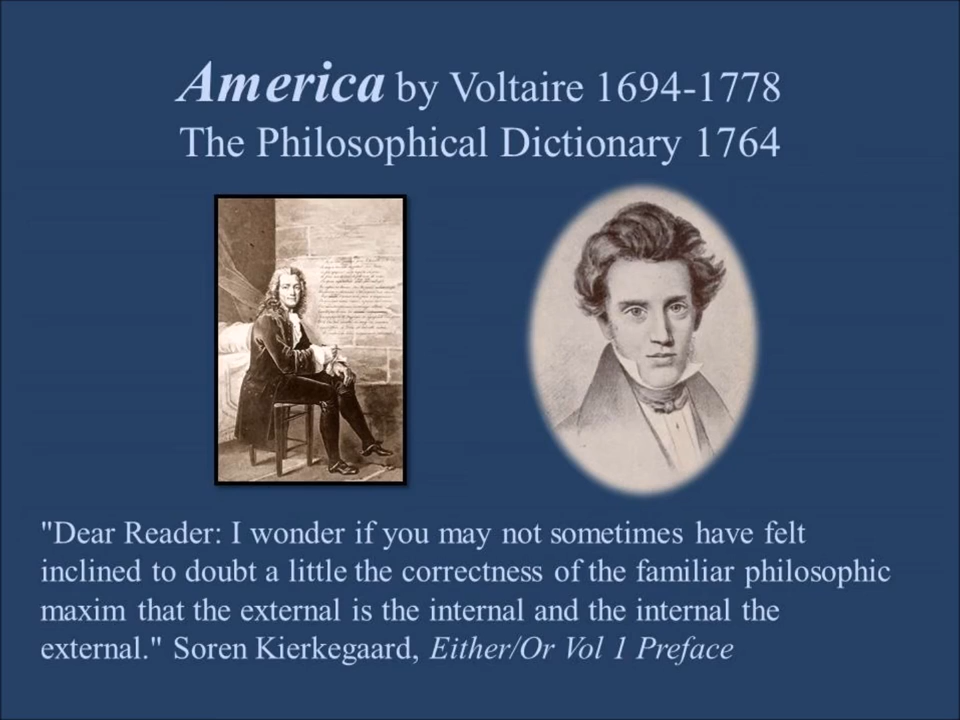 America by Voltaire 1694-1778
The Philosophical Dictionary 1764
"Dear Reader: I wonder if you may not sometimes have felt
inclined to doubt a little the correctness of the familiar philosophic
maxim that the external is the internal and the internal the
external." Soren Kierkegaard, Either/Or Vol 1 Preface